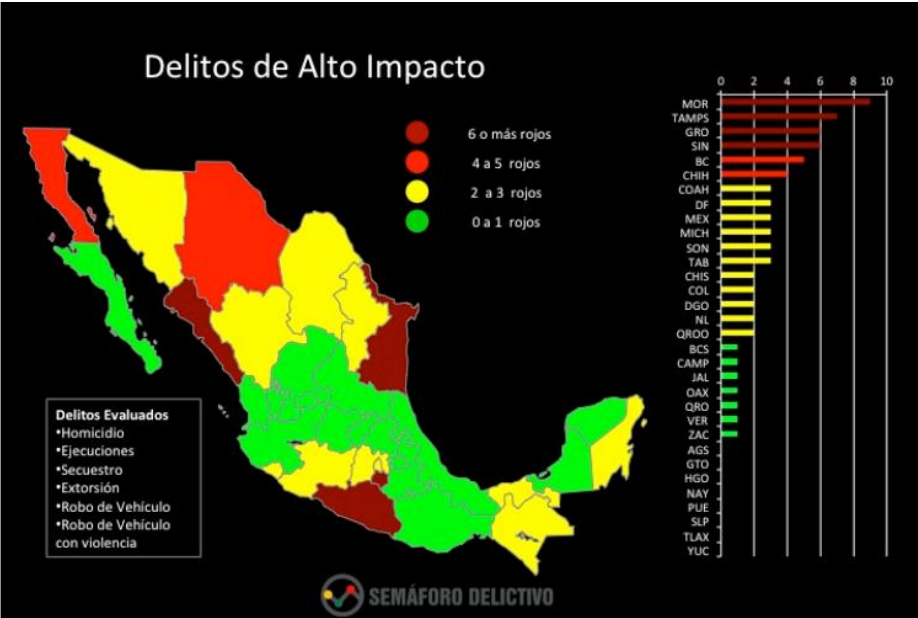 Delitos de Alto Impacto
6 o más rojos
4 a 5 rojos
2 a 3 rojos
0 a 1 rojos
0 2 4 6 8 10
MOR
TAMPS
GRO
SIN
BC
CHIH
COAH
DF
MEX
MICH
SON
TAB
CHIS
COL
DGO
NL
QROO
BCS
CAMP
JAL
OAX
QRO
VER
ZAC
AGS
GTO
HGO
NAY
PUE
SLP
TLAX
YUC
Delitos Evaluados
•Homicidio
•Ejecuciones
•Secuestro
•Extorsión
•Robo de Vehículo
•Robo de Vehículo
con violencia
SEMÁFORO DELICTIVO